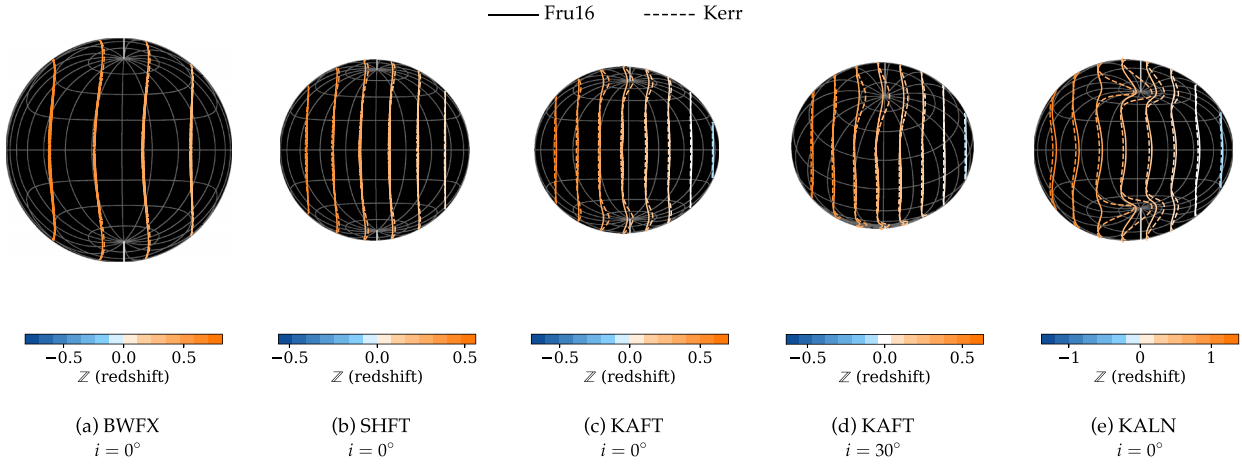 Fru16 Kerr
−0.5 0.0 0.5 −0.5 0.0 0.5 −0.5 0.0 0.5 −0.5 0.0 0.5 −1 0 1
ℤ (redshift) ℤ (redshift) ℤ (redshift) ℤ (redshift) ℤ (redshift)
(a) BWFX (b) SHFT (c) KAFT (d) KAFT (e) KALN
i = 0° i = 0° i = 0° i = 30° i = 0°